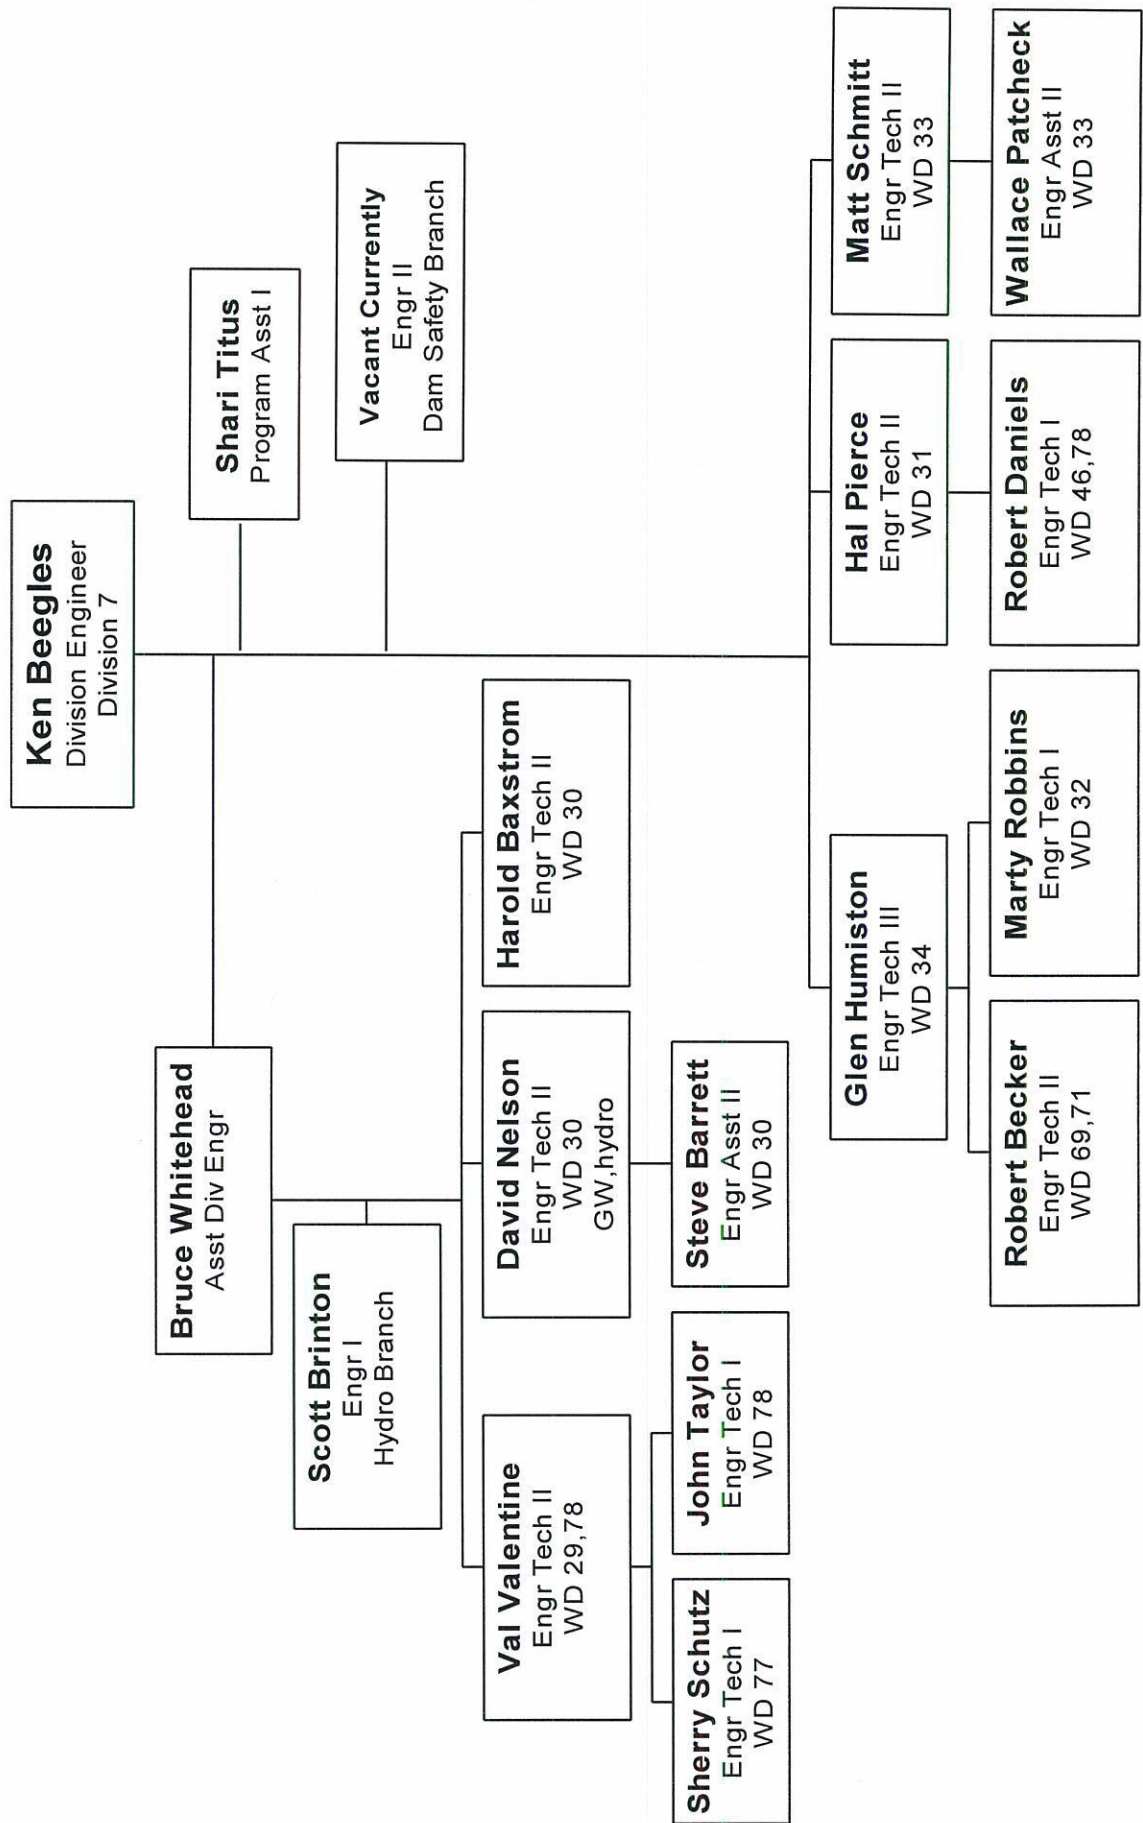 Ken Beegles
Division Engineer
Division 7
Bruce Whitehead
Asst Div Engr
Shari Titus
Program Asst I
Scott Brinton
Engr I
Hydro Branch
Vacant Currently
Engr II
Dam Safety Branch
Val Valentine
Engr Tech II
WD 29,78
David Nelson
Engr Tech II
WD 30
GW,hydro
Harold Baxstrom
Engr Tech II
WD 30
Sherry Schutz
Engr Tech I
WD 77
John Taylor
Engr Tech I
WD 78
Steve Barrett
Engr Asst II
WD 30
Glen Humiston
Engr Tech III
WD 34
Hal Pierce
Engr Tech II
WD 31
Matt Schmitt
Engr Tech II
WD 33
Robert Becker
Engr Tech II
WD 69,71
Marty Robbins
Engr Tech I
WD 32
Robert Daniels
Engr Tech I
WD 46,78
Wallace Patcheck
Engr Asst II
WD 33